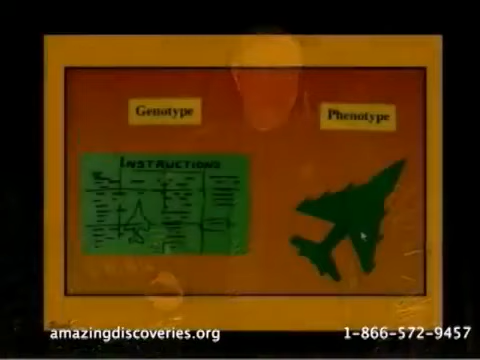 Genotype
Phenotype
INSTRUCTIONS
amazingdiscoveries.org
1-866-572-9457